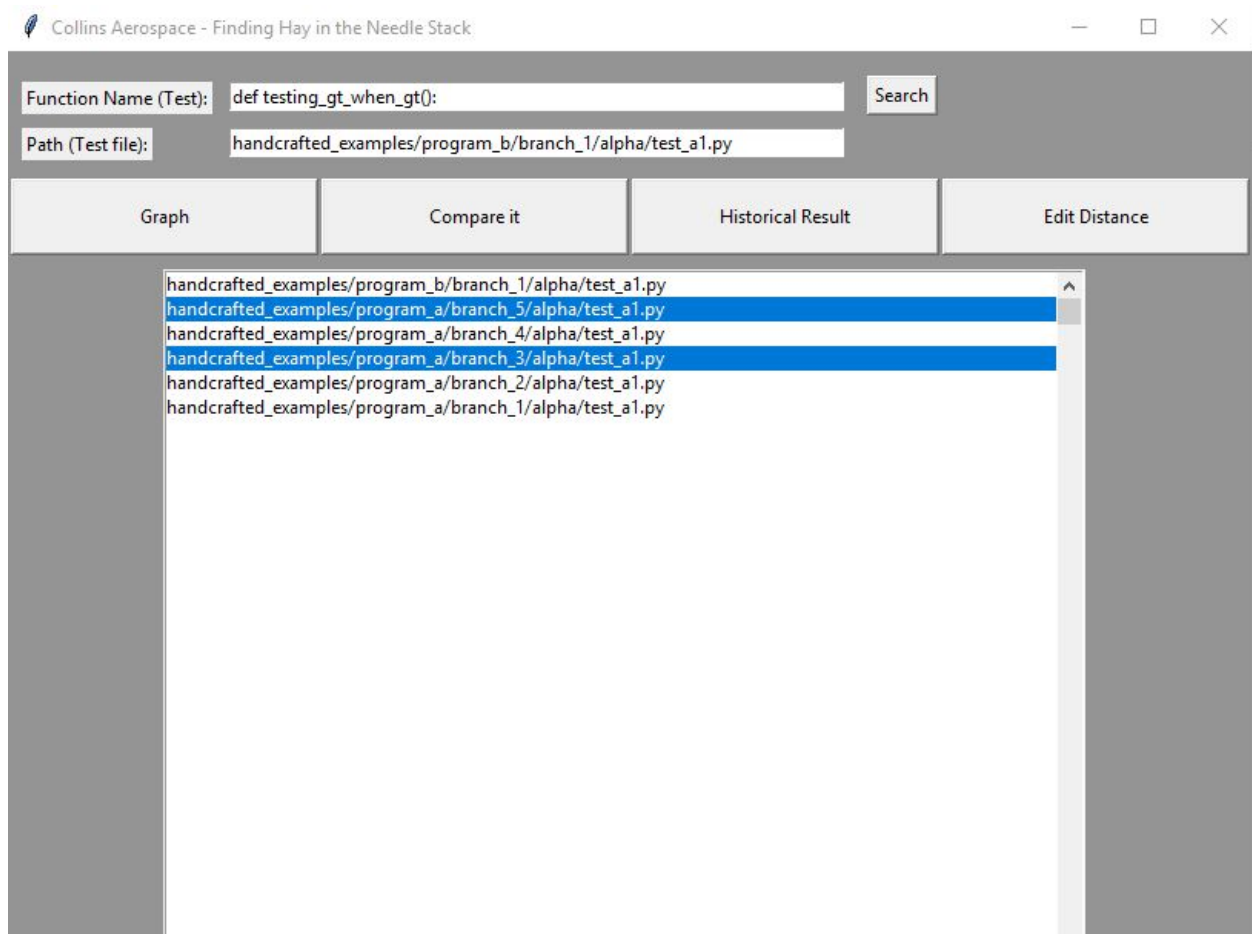 Collins Aerospace - Finding Hay in the Needle Stack
Function Name (Test): def testing_gt_when_gt(): Search
Path (Test file): handcrafted_examples/program_b/branch_1/alpha/test_a1.py
Graph Compare it Historical Result Edit Distance
handcrafted_examples/program_b/branch_1/alpha/test_a1.py
handcrafted_examples/program_a/branch_5/alpha/test_a1.py
handcrafted_examples/program_a/branch_4/alpha/test_a1.py
handcrafted_examples/program_a/branch_3/alpha/test_a1.py
handcrafted_examples/program_a/branch_2/alpha/test_a1.py
handcrafted_examples/program_a/branch_1/alpha/test_a1.py